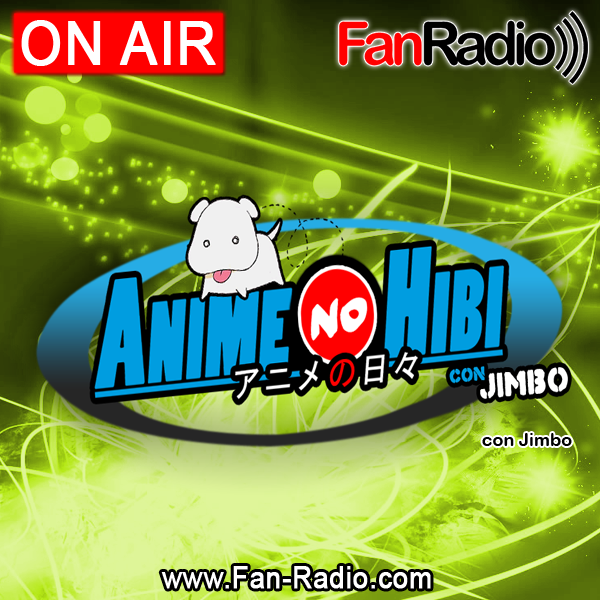 ON AIR
FanRadio
ANIME NO HIBI
アニメの日々
CON JIMBO
con Jimbo
www.Fan-Radio.com